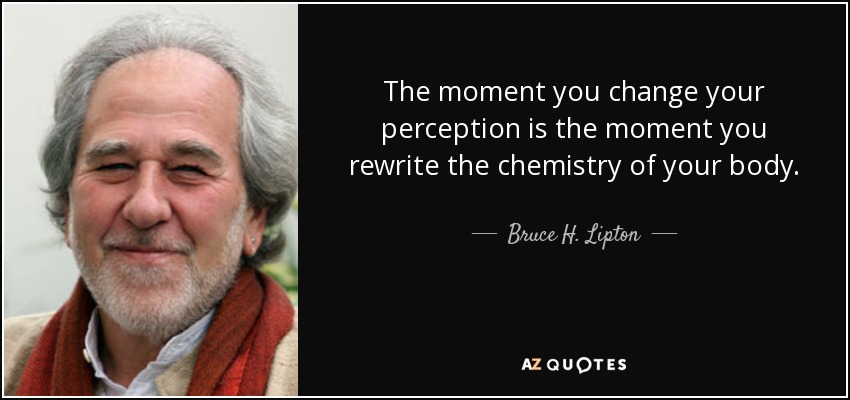 The moment you change your
perception is the moment you
rewrite the chemistry of your body.
Bruce H. Lipton
AZ QUOTES